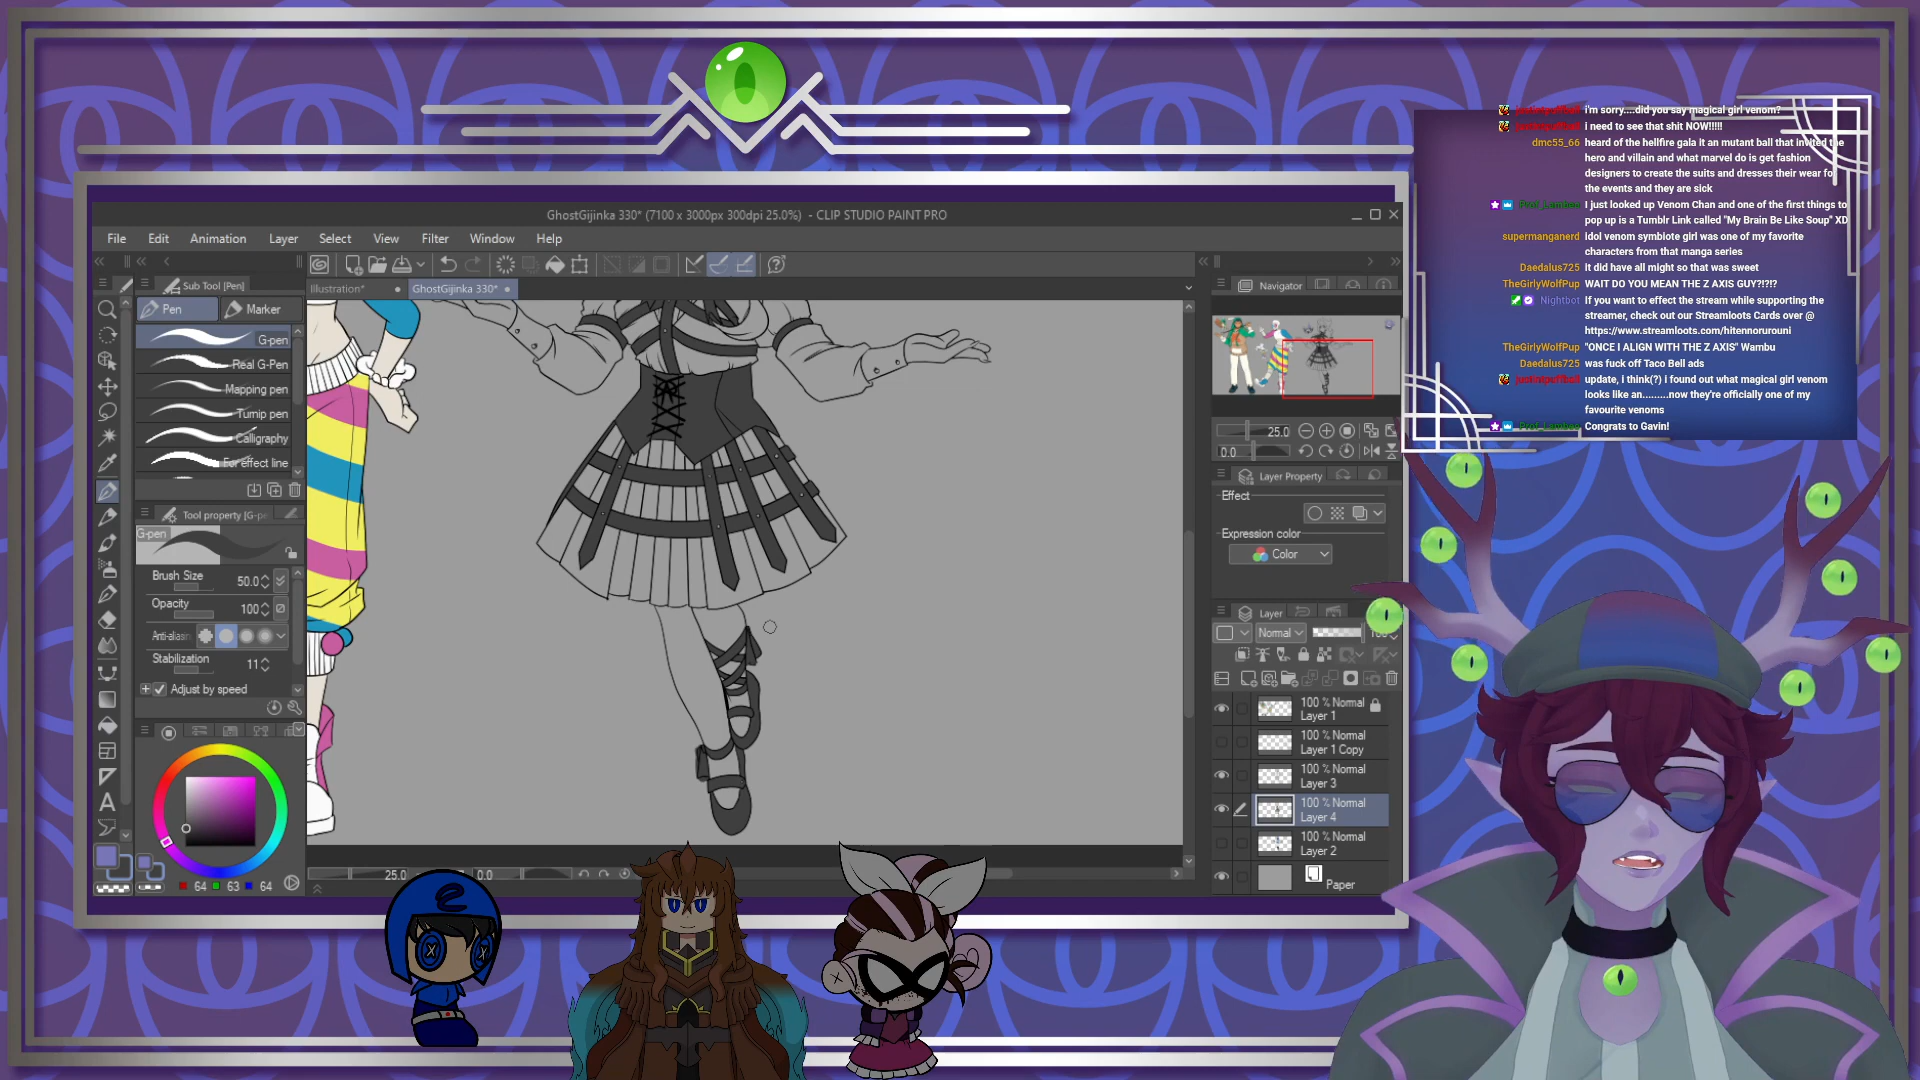 GhostGijinka 330* (7100 x 3000px 300dpi 25.0%) - CLIP STUDIO PAINT PRO
File Edit Animation Layer Select View Filter Window Help
Sub Tool [Pen]
Illustration*
GhostGijinka 330*
Pen
Marker
G-pen
Real G-Pen
Mapping pen
Turnip pen
Calligraphy
For effect line
Tool property [G-pe
G-pen
Brush Size 50.0
Opacity 100
Anti-aliasin
Stabilization 11
Adjust by speed
64 63 64
25.0 0.0
Navigator
25.0
0.0
Layer Property
Effect
Expression color
Color
Layer
Normal
100 % Normal
Layer 1
100 % Normal
Layer 1 Copy
100 % Normal
Layer 3
100 % Normal
Layer 4
100 % Normal
Layer 2
Paper
i'm sorry....did you say magical girl venom?
i need to see that shit NOW!!!!!
dmc55_66 heard of the hellfire gala it an mutant ball that invited the
hero and villain and what marvel do is get fashion
designers to create the suits and dresses their wear fo
the events and they are sick
I just looked up Venom Chan and one of the first things to
pop up is a Tumblr Link called "My Brain Be Like Soup" XD
supermanganerd idol venom symbiote girl was one of my favorite
characters from that manga series
Daedalus725 it did have all might so that was sweet
TheGirlyWolfPup WAIT DO YOU MEAN THE Z AXIS GUY?!?!?
Nightbot If you want to effect the stream while supporting the
streamer, check out our Streamloots Cards over @
https://www.streamloots.com/hitennorurouni
TheGirlyWolfPup "ONCE I ALIGN WITH THE Z AXIS" Wambu
Daedalus725 was fuck off Taco Bell ads
update, i think(?) i found out what magical girl venom
looks like an.........now they're officially one of my
favourite venoms
Congrats to Gavin!